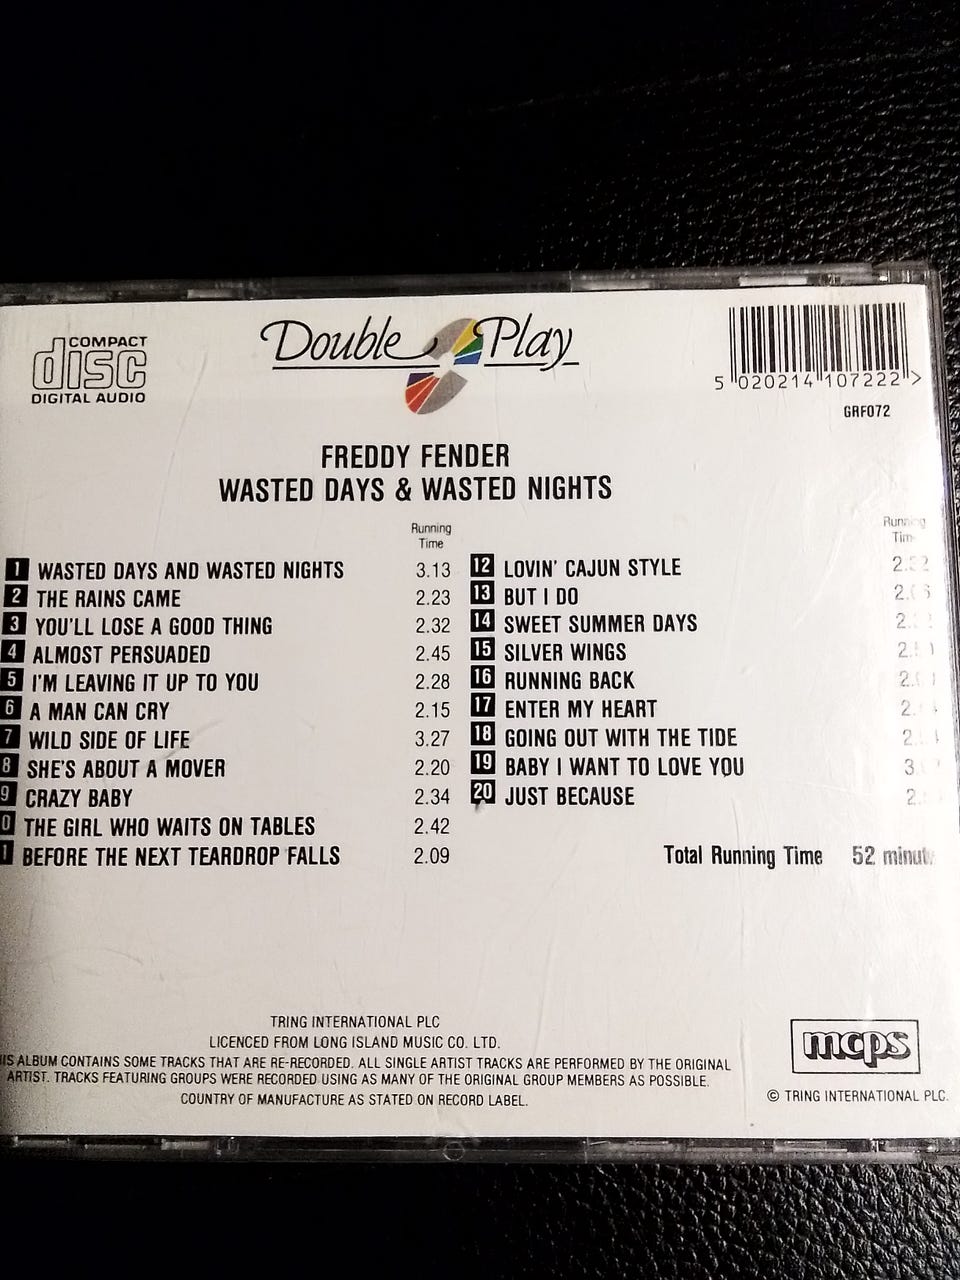 COMPACT
disc
DIGITAL AUDIO
Double Play
5 020214 107222 >
GRF072
FREDDY FENDER
WASTED DAYS & WASTED NIGHTS
Running
Time
1 WASTED DAYS AND WASTED NIGHTS 3.13
2 THE RAINS CAME 2.23
3 YOU'LL LOSE A GOOD THING 2.32
4 ALMOST PERSUADED 2.45
5 I'M LEAVING IT UP TO YOU 2.28
6 A MAN CAN CRY 2.15
7 WILD SIDE OF LIFE 3.27
8 SHE'S ABOUT A MOVER 2.20
9 CRAZY BABY 2.34
0 THE GIRL WHO WAITS ON TABLES 2.42
1 BEFORE THE NEXT TEARDROP FALLS 2.09
Running
12 LOVIN' CAJUN STYLE
13 BUT I DO
14 SWEET SUMMER DAYS
15 SILVER WINGS
16 RUNNING BACK
17 ENTER MY HEART
18 GOING OUT WITH THE TIDE
19 BABY I WANT TO LOVE YOU
20 JUST BECAUSE
Total Running Time 52
TRING INTERNATIONAL PLC
LICENCED FROM LONG ISLAND MUSIC CO. LTD.
ALBUM CONTAINS SOME TRACKS THAT ARE RE-RECORDED. ALL SINGLE ARTIST TRACKS ARE PERFORMED BY THE ORIGINAL
ARTIST. TRACKS FEATURING GROUPS WERE RECORDED USING AS MANY OF THE ORIGINAL GROUP MEMBERS AS POSSIBLE.
COUNTRY OF MANUFACTURE AS STATED ON RECORD LABEL.
mcps
© TRING INTERNATIONAL PLC.